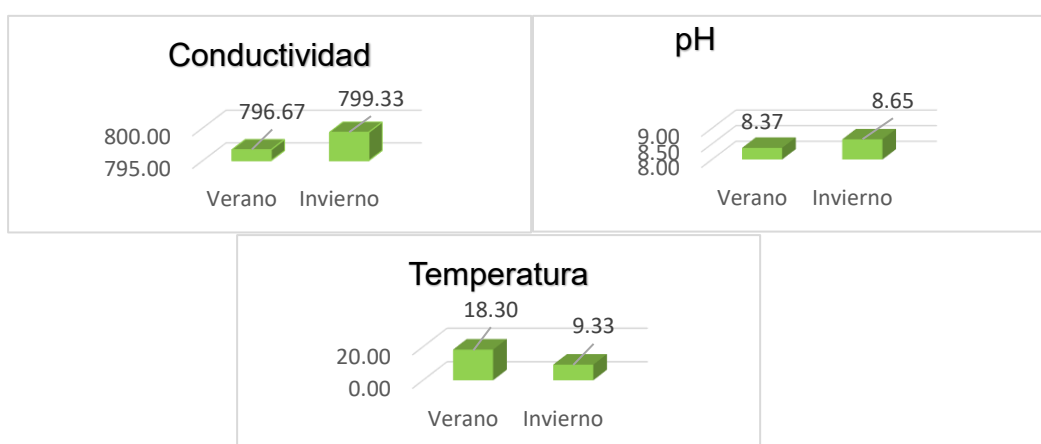 Conductividad
796.67
799.33
800.00
795.00
Verano Invierno
pH
8.37
8.65
9.00
8.50
8.00
Verano Invierno
Temperatura
18.30
9.33
20.00
0.00
Verano Invierno